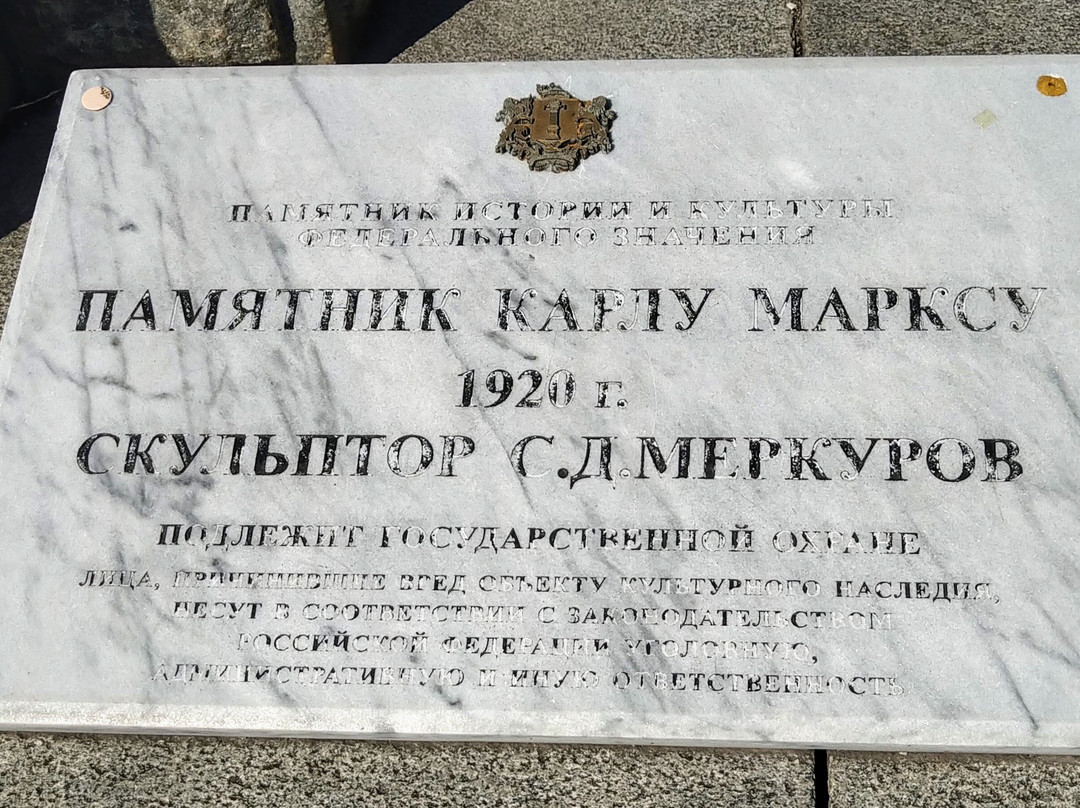 ПАМЯТНИК ИСТОРИИ И КУЛЬТУРЫ
ФЕДЕРАЛЬНОГО ЗНАЧЕНИЯ
ПАМЯТНИК КАРЛУ МАРКСУ
1920 г.
СКУЛЬПТОР С.Д.МЕРКУРОВ
ПОДЛЕЖИТ ГОСУДАРСТВЕННОЙ ОХРАНЕ
ЛИЦА, ПРИЧИНИВШИЕ ВРЕД ОБЪЕКТУ КУЛЬТУРНОГО НАСЛЕДИЯ,
НЕСУТ В СООТВЕТСТВИИ С ЗАКОНОДАТЕЛЬСТВОМ
РОССИЙСКОЙ ФЕДЕРАЦИИ УГОЛОВНУЮ,
АДМИНИСТРАТИВНУЮ И ИНУЮ ОТВЕТСТВЕННОСТЬ